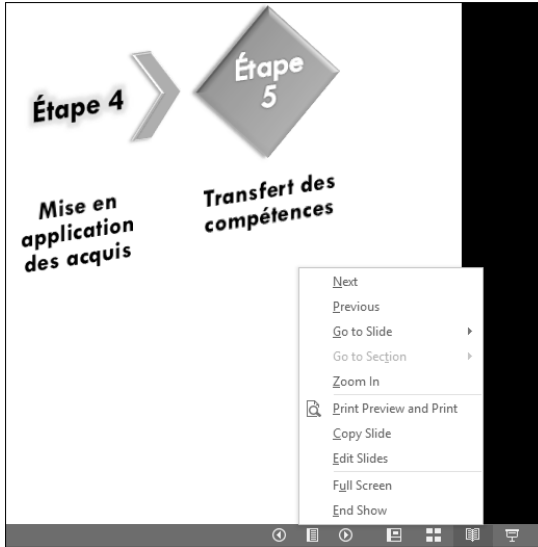 Étape 4
Étape
5
Mise en
application
des acquis
Transfert des
compétences
Next
Previous
Go to Slide
Go to Section
Zoom In
Print Preview and Print
Copy Slide
Edit Slides
Full Screen
End Show